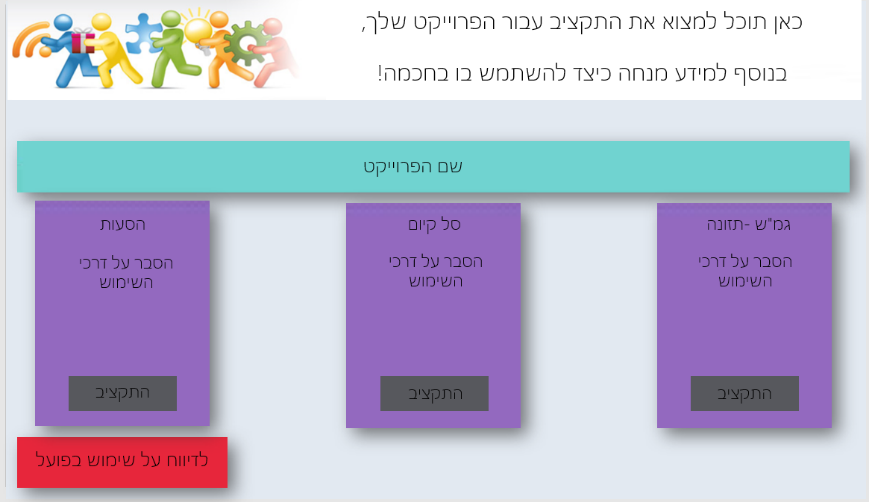 כאן תוכל למצוא את התקציב עבור הפרוייקט שלך,
בנוסף למידע מנחה כיצד להשתמש בו בחכמה!
שם הפרוייקט
גמ"ש -תזונה
הסבר על דרכי
השימוש
התקציב
סל קיום
הסבר על דרכי
השימוש
התקציב
הסעות
הסבר על דרכי
השימוש
התקציב
לדיווח על שימוש בפועל